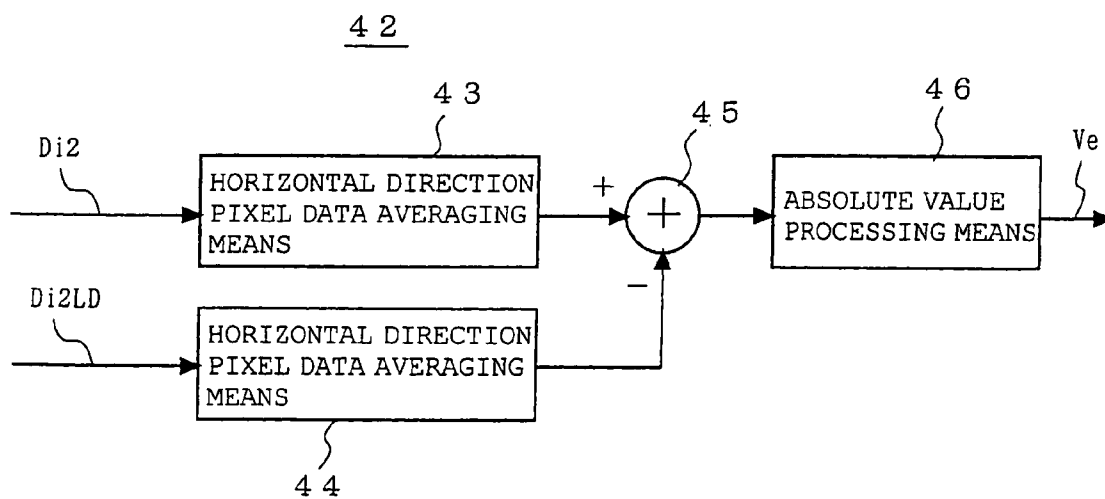 42
43
46
45
Di2
Ve
HORIZONTAL DIRECTION
PIXEL DATA AVERAGING
MEANS
+
+
ABSOLUTE VALUE
PROCESSING MEANS
−
Di2LD
HORIZONTAL DIRECTION
PIXEL DATA AVERAGING
MEANS
44